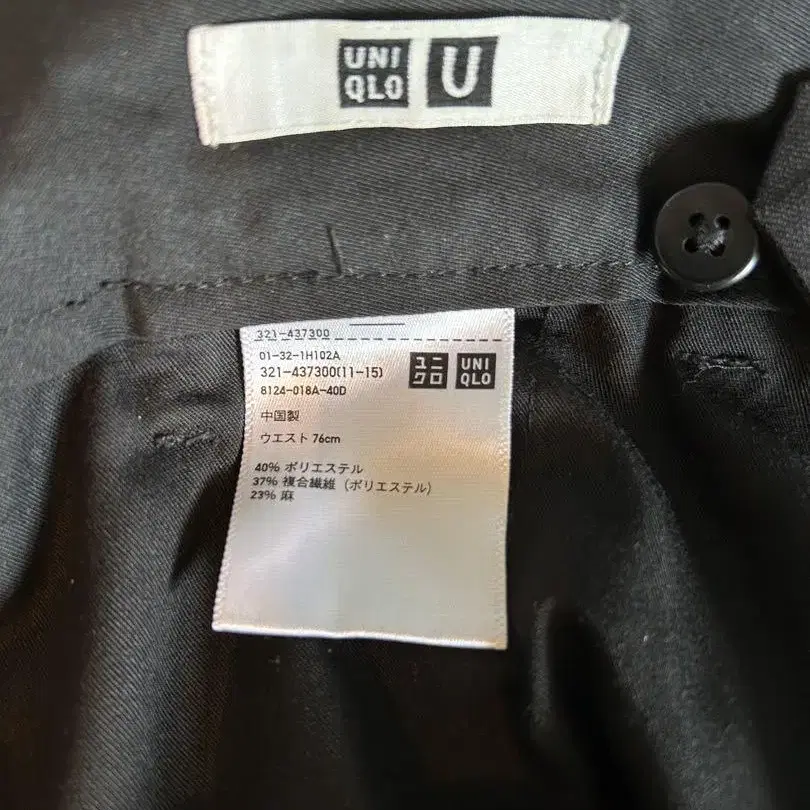 UNI
QLO
U
321-437300
01-32-1H102A
321-437300(11-15)
8124-018A-40D
ユニ
クロ
UNI
QLO
中国製
ウエスト 76cm
40% ポリエステル
37% 複合繊維 (ポリエステル)
23% 麻